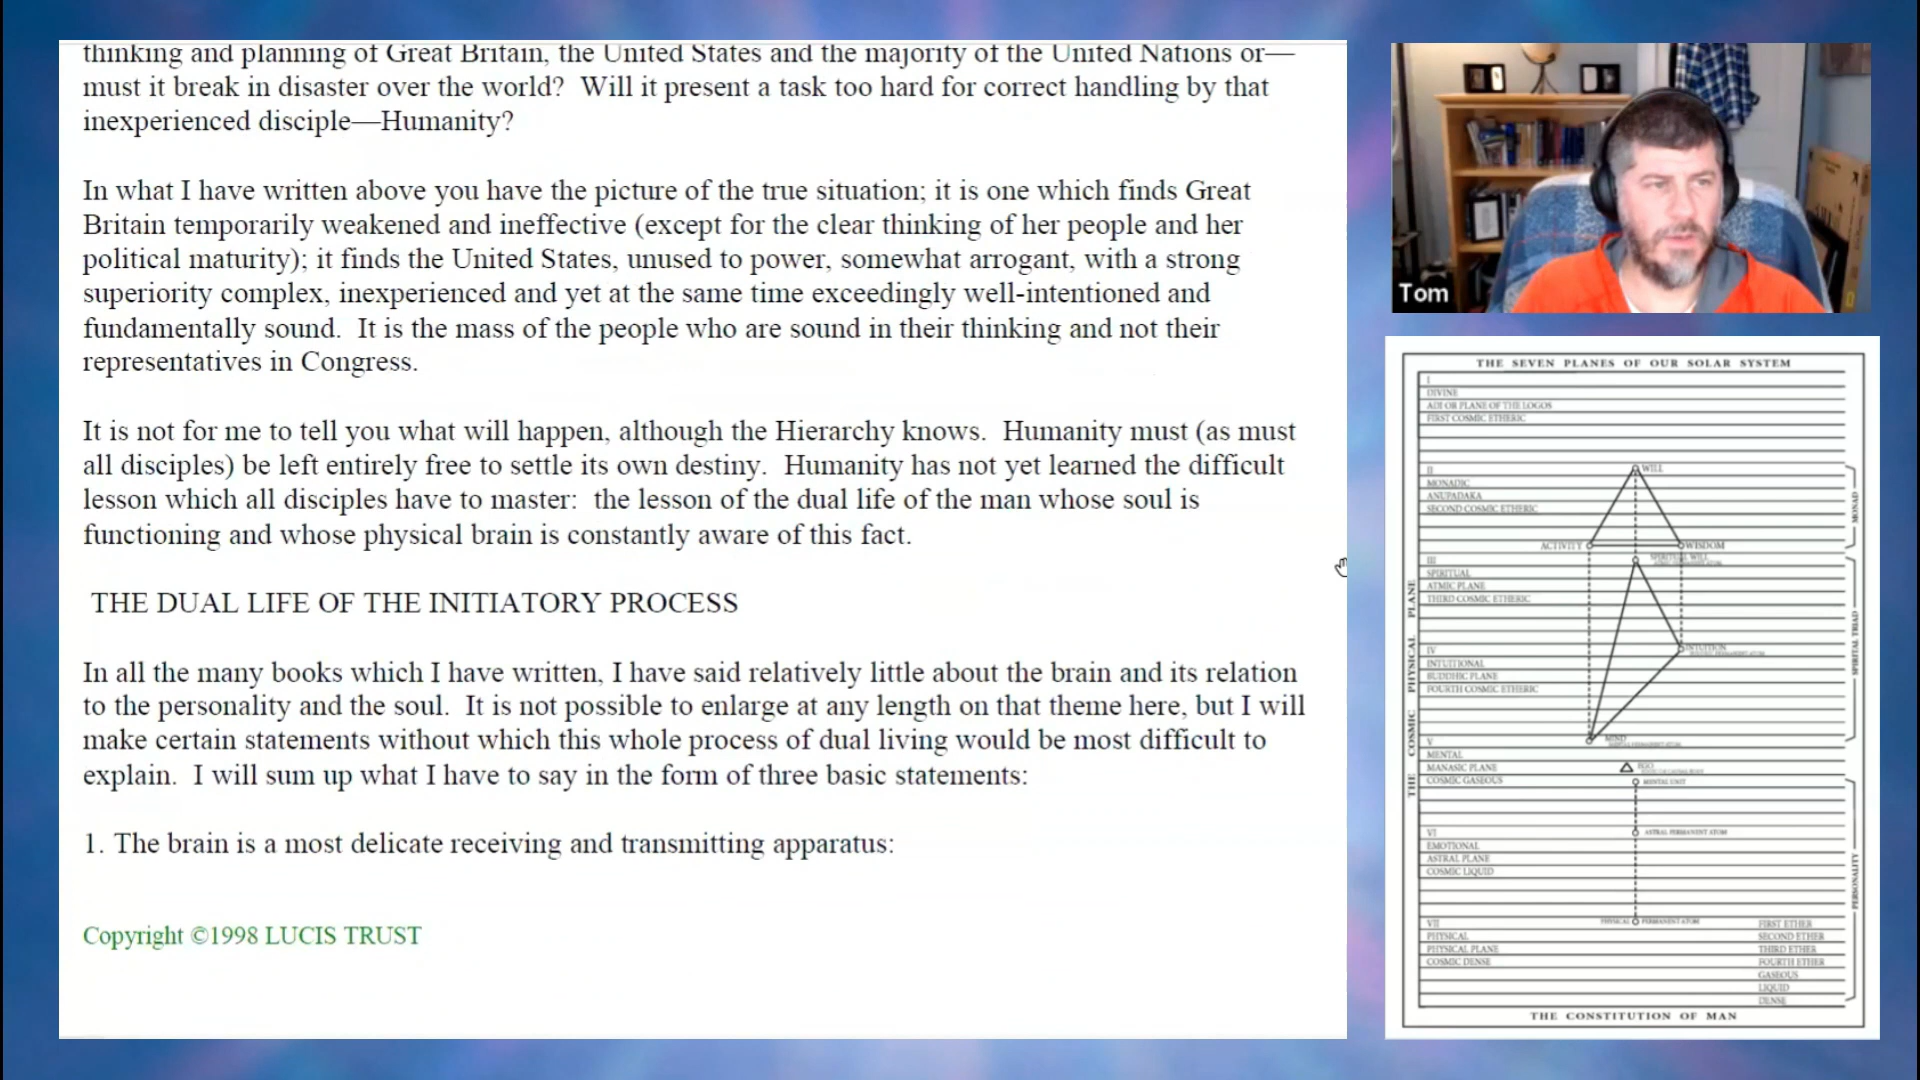 thinking and planning of Great Britain, the United States and the majority of the United Nations or—
must it break in disaster over the world?  Will it present a task too hard for correct handling by that
inexperienced disciple—Humanity?
In what I have written above you have the picture of the true situation; it is one which finds Great
Britain temporarily weakened and ineffective (except for the clear thinking of her people and her
political maturity); it finds the United States, unused to power, somewhat arrogant, with a strong
superiority complex, inexperienced and yet at the same time exceedingly well-intentioned and
fundamentally sound.  It is the mass of the people who are sound in their thinking and not their
representatives in Congress.
It is not for me to tell you what will happen, although the Hierarchy knows.  Humanity must (as must
all disciples) be left entirely free to settle its own destiny.  Humanity has not yet learned the difficult
lesson which all disciples have to master:  the lesson of the dual life of the man whose soul is
functioning and whose physical brain is constantly aware of this fact.
THE DUAL LIFE OF THE INITIATORY PROCESS
In all the many books which I have written, I have said relatively little about the brain and its relation
to the personality and the soul.  It is not possible to enlarge at any length on that theme here, but I will
make certain statements without which this whole process of dual living would be most difficult to
explain.  I will sum up what I have to say in the form of three basic statements:
1. The brain is a most delicate receiving and transmitting apparatus:
Copyright ©1998 LUCIS TRUST
Tom
THE SEVEN PLANES OF OUR SOLAR SYSTEM
I
DIVINE
ADI OR PLANE OF THE LOGOS
FIRST COSMIC ETHERIC
II
WILL
MONADIC
ANUPADAKA
SECOND COSMIC ETHERIC
MONAD
ACTIVITY
WISDOM
III
SPIRITUAL WILL
SPIRITUAL
ATMIC PLANE
THIRD COSMIC ETHERIC
SPIRITUAL TRIAD
IV
INTUITION
INTUITIONAL
BUDDHIC PLANE
FOURTH COSMIC ETHERIC
THE COSMIC PHYSICAL PLANE
V
MIND
MENTAL
MANASIC PLANE
EGO
COSMIC GASEOUS
MENTAL UNIT
VI
ASTRAL PERMANENT ATOM
EMOTIONAL
ASTRAL PLANE
COSMIC LIQUID
PERSONALITY
VII
PHYSICAL PERMANENT ATOM
FIRST ETHER
PHYSICAL
SECOND ETHER
PHYSICAL PLANE
THIRD ETHER
COSMIC DENSE
FOURTH ETHER
GASEOUS
LIQUID
DENSE
THE CONSTITUTION OF MAN